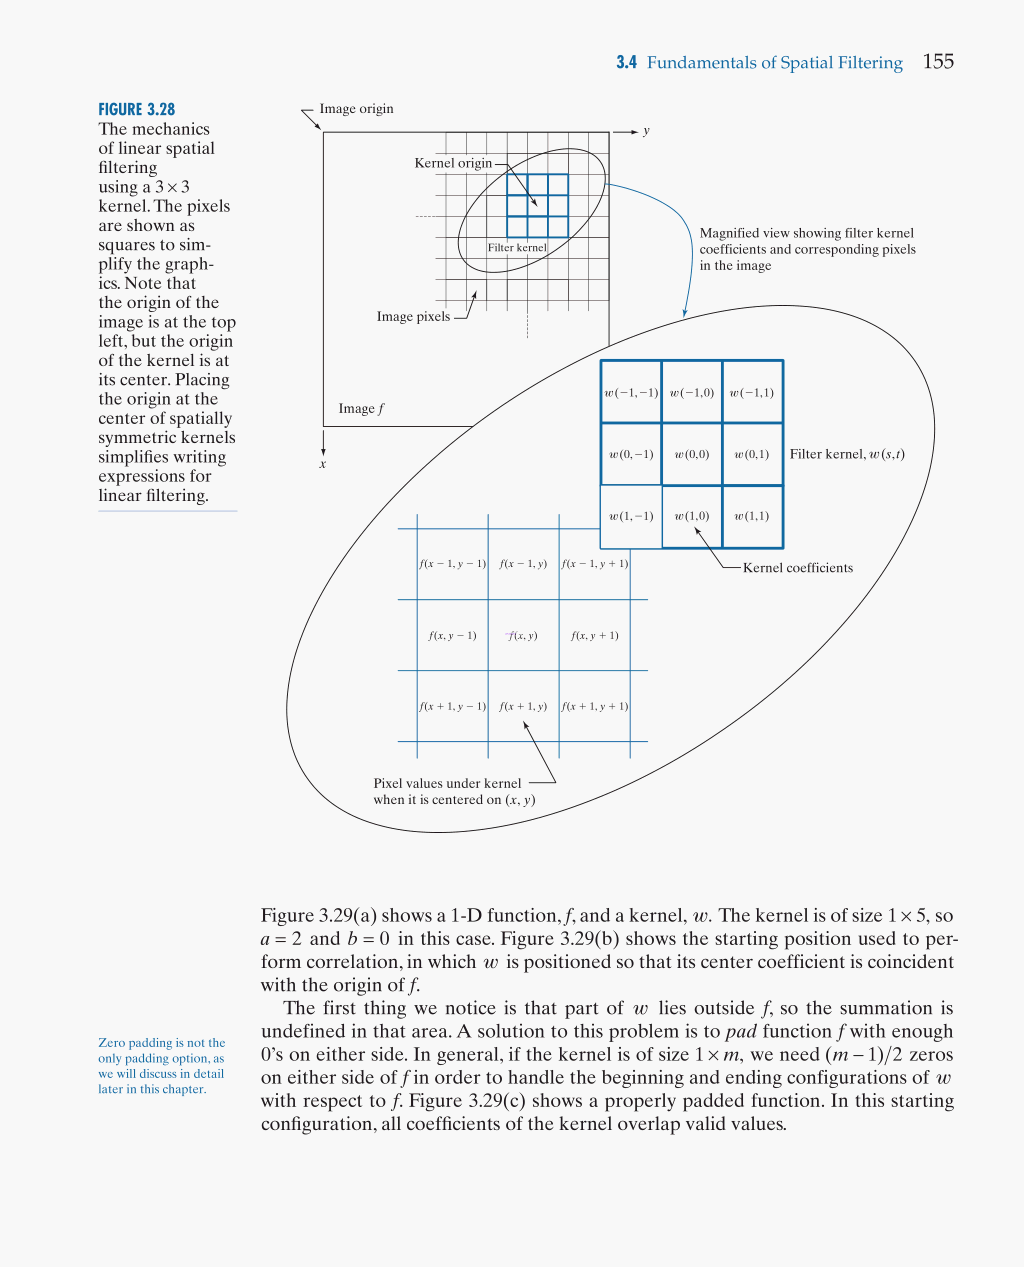 3.4 Fundamentals of Spatial Filtering 155
FIGURE 3.28
The mechanics
of linear spatial
filtering
using a 3 × 3
kernel. The pixels
are shown as
squares to sim-
plify the graph-
ics. Note that
the origin of the
image is at the top
left, but the origin
of the kernel is at
its center. Placing
the origin at the
center of spatially
symmetric kernels
simplifies writing
expressions for
linear filtering.
Image origin
y
Kernel origin
Filter kernel
Image pixels
Image f
x
Magnified view showing filter kernel
coefficients and corresponding pixels
in the image
w(−1,−1) w(−1,0) w(−1,1)
w(0,−1) w(0,0) w(0,1)
Filter kernel, w(s,t)
w(1,−1) w(1,0) w(1,1)
Kernel coefficients
f(x − 1, y − 1) f(x − 1, y) f(x − 1, y + 1)
f(x, y − 1) f(x, y) f(x, y + 1)
f(x + 1, y − 1) f(x + 1, y) f(x + 1, y + 1)
Pixel values under kernel
when it is centered on (x, y)
Figure 3.29(a) shows a 1-D function, f, and a kernel, w. The kernel is of size 1 × 5, so
a = 2 and b = 0 in this case. Figure 3.29(b) shows the starting position used to per-
form correlation, in which w is positioned so that its center coefficient is coincident
with the origin of f.
The first thing we notice is that part of w lies outside f, so the summation is
undefined in that area. A solution to this problem is to pad function f with enough
0's on either side. In general, if the kernel is of size 1 × m, we need (m − 1)/2 zeros
on either side of f in order to handle the beginning and ending configurations of w
with respect to f. Figure 3.29(c) shows a properly padded function. In this starting
configuration, all coefficients of the kernel overlap valid values.
Zero padding is not the
only padding option, as
we will discuss in detail
later in this chapter.